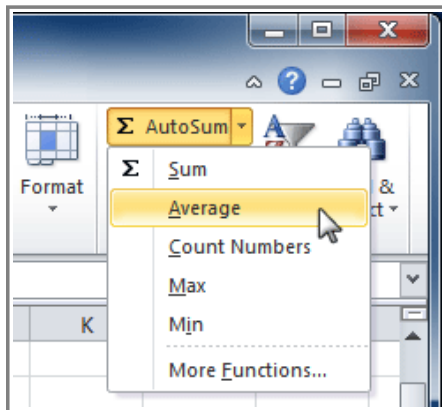 ?
Σ AutoSum
Format
&
ct
Σ Sum
Average
Count Numbers
Max
Min
More Functions...
K